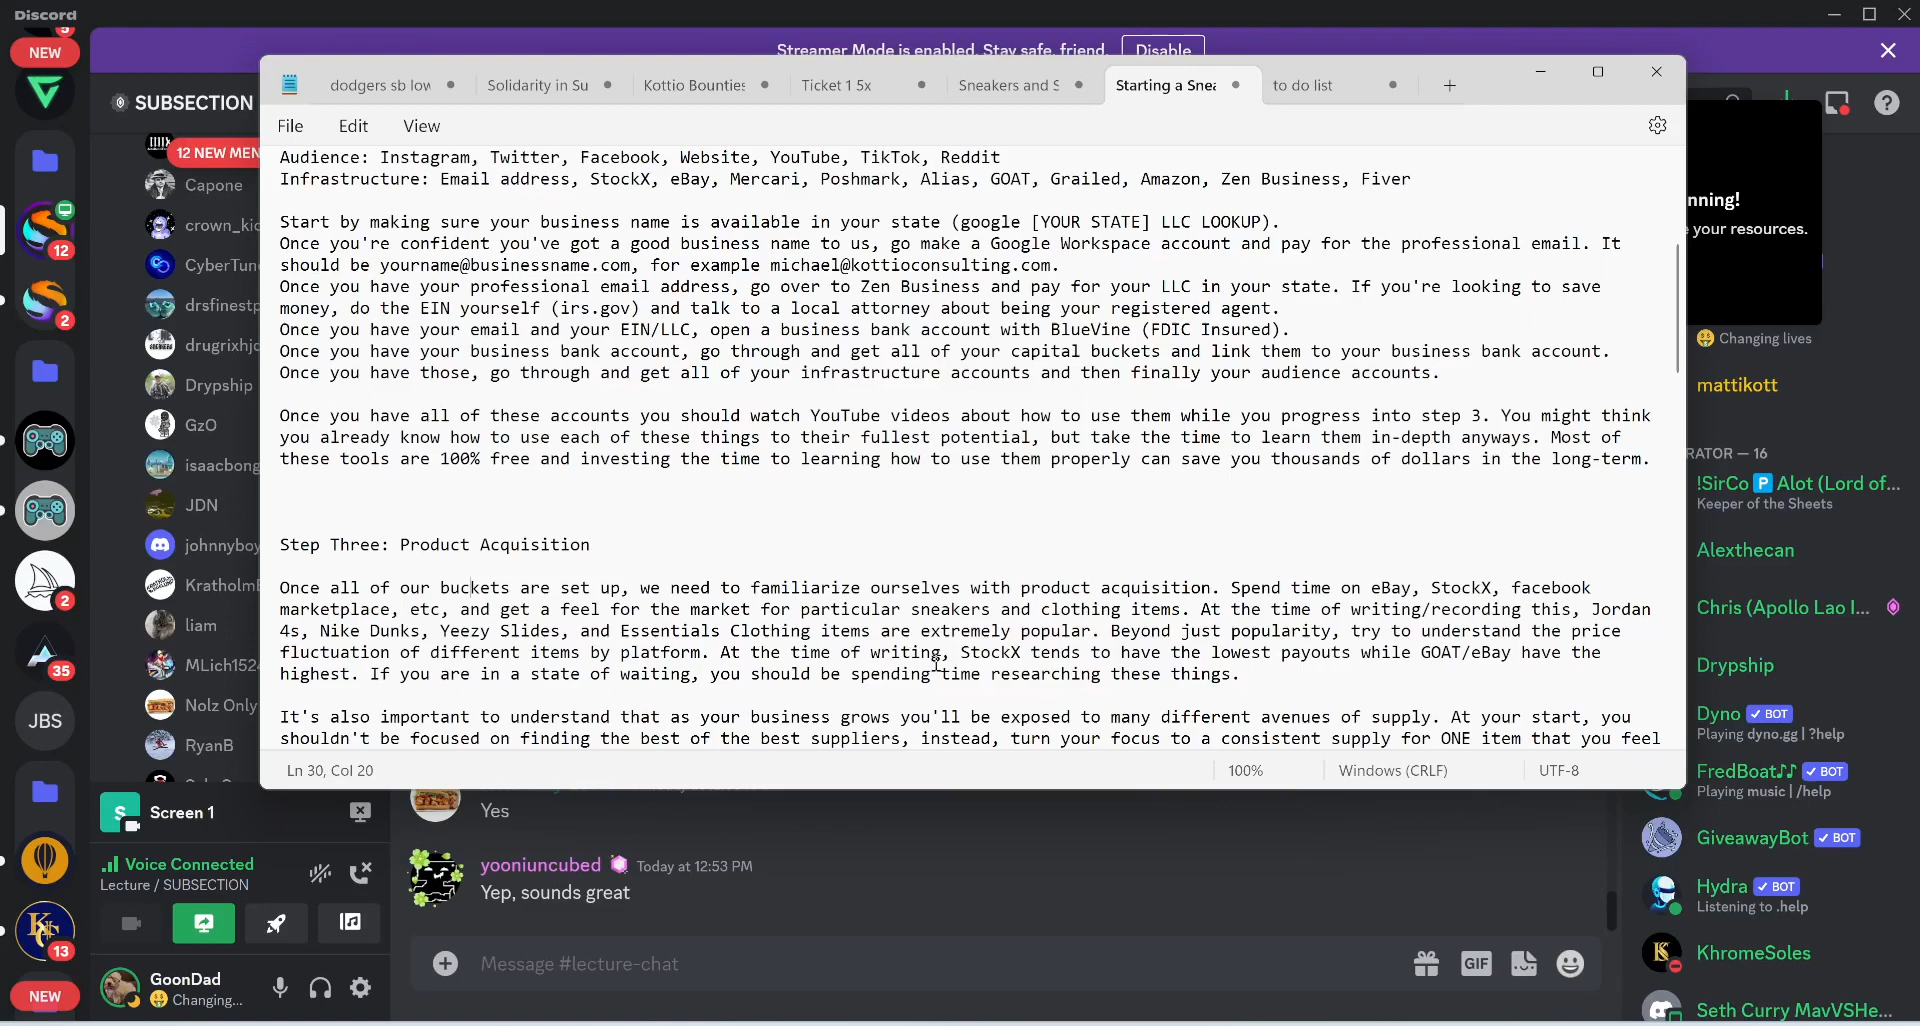 Discord
Streamer Mode is enabled. Stay safe, friend.
Disable
NEW
5
SUBSECTION
dodgers sb low
Solidarity in Su
Kottio Bounties
Ticket 1 5x
Sneakers and S
Starting a Snea
to do list
File
Edit
View
Audience: Instagram, Twitter, Facebook, Website, YouTube, TikTok, Reddit
Infrastructure: Email address, StockX, eBay, Mercari, Poshmark, Alias, GOAT, Grailed, Amazon, Zen Business, Fiver
Start by making sure your business name is available in your state (google [YOUR STATE] LLC LOOKUP).
Once you're confident you've got a good business name to us, go make a Google Workspace account and pay for the professional email. It
should be yourname@businessname.com, for example michael@kottioconsulting.com.
Once you have your professional email address, go over to Zen Business and pay for your LLC in your state. If you're looking to save
money, do the EIN yourself (irs.gov) and talk to a local attorney about being your registered agent.
Once you have your email and your EIN/LLC, open a business bank account with BlueVine (FDIC Insured).
Once you have your business bank account, go through and get all of your capital buckets and link them to your business bank account.
Once you have those, go through and get all of your infrastructure accounts and then finally your audience accounts.
Once you have all of these accounts you should watch YouTube videos about how to use them while you progress into step 3. You might think
you already know how to use each of these things to their fullest potential, but take the time to learn them in-depth anyways. Most of
these tools are 100% free and investing the time to learning how to use them properly can save you thousands of dollars in the long-term.
Step Three: Product Acquisition
Once all of our buckets are set up, we need to familiarize ourselves with product acquisition. Spend time on eBay, StockX, facebook
marketplace, etc, and get a feel for the market for particular sneakers and clothing items. At the time of writing/recording this, Jordan
4s, Nike Dunks, Yeezy Slides, and Essentials Clothing items are extremely popular. Beyond just popularity, try to understand the price
fluctuation of different items by platform. At the time of writing, StockX tends to have the lowest payouts while GOAT/eBay have the
highest. If you are in a state of waiting, you should be spending time researching these things.
It's also important to understand that as your business grows you'll be exposed to many different avenues of supply. At your start, you
shouldn't be focused on finding the best of the best suppliers, instead, turn your focus to a consistent supply for ONE item that you feel
Ln 30, Col 20
100%
Windows (CRLF)
UTF-8
12 NEW MEN
Capone
crown_kic
CyberTun
drsfinestp
drugrixhjo
Drypship
GzO
isaacbong
JDN
johnnyboy
Kratholm
liam
MLich1524
Nolz Only
RyanB
12
2
2
35
JBS
13
NEW
Screen 1
Voice Connected
Lecture / SUBSECTION
GoonDad
Changing...
Yes
yooniuncubed Today at 12:53 PM
Yep, sounds great
Message #lecture-chat
GIF
nning!
e your resources.
Changing lives
mattikott
RATOR — 16
!SirCo P Alot (Lord of...
Keeper of the Sheets
Alexthecan
Chris (Apollo Lao I...
Drypship
Dyno BOT
Playing dyno.gg | ?help
FredBoat BOT
Playing music | /help
GiveawayBot BOT
Hydra BOT
Listening to .help
KhromeSoles
Seth Curry MavVSHe...